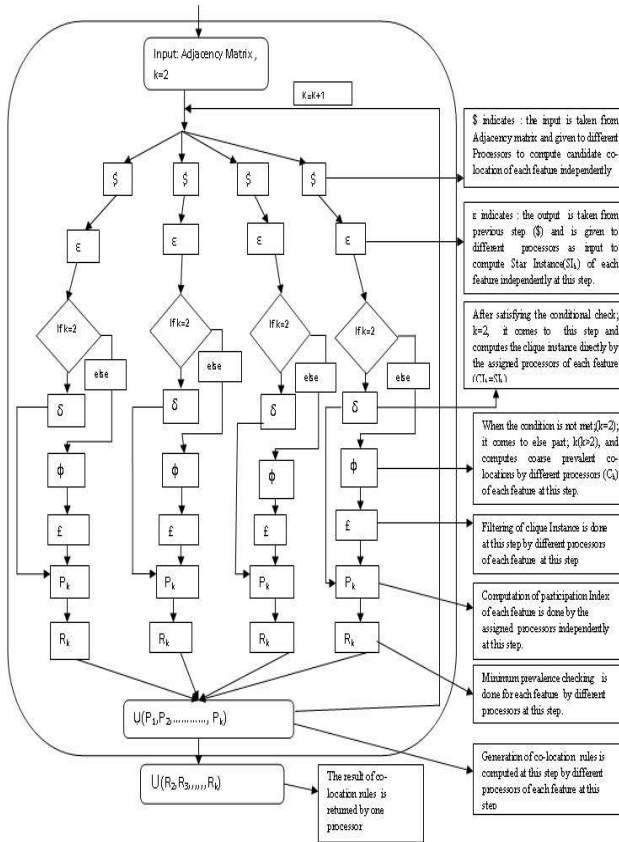 Input: Adjacency Matrix ,
k=2
K=K+1
$ indicates : the input is taken from
Adjacency matrix and given to different
Processors to compute candidate co-
location of each feature independently
$
$
$
$
ε indicates : the output is taken from
previous step ($) and is given to
different processors as input to
compute Star Instance(SIk) of each
feature independently at this step.
ε
ε
ε
ε
If k=2
If k=2
If k=2
If k=2
else
else
else
else
After satisfying the conditional check;
k=2, it comes to this step and
computes the clique instance directly by
the assigned processors of each feature
(CIk=SIk)
δ
δ
δ
δ
When the condition is not met;(k=2);
it comes to else part; k(k>2), and
computes coarse prevalent co-
locations by different processors (Ck)
of each feature at this step.
ϕ
ϕ
ϕ
ϕ
£
£
£
£
Filtering of clique Instance is done
at this step by different processors
of each feature at this step
Pk
Pk
Pk
Pk
Computation of participation Index
of each feature is done by the
assigned processors independently
at this step.
Rk
Rk
Rk
Rk
Minimum prevalence checking is
done for each feature by different
processors at this step.
U(P1,P2,............., Pk)
Generation of co-location rules is
computed at this step by different
processors of each feature at this
step
U(R2,R3,,,,,,Rk)
The result of co-
location rules is
returned by one
processor